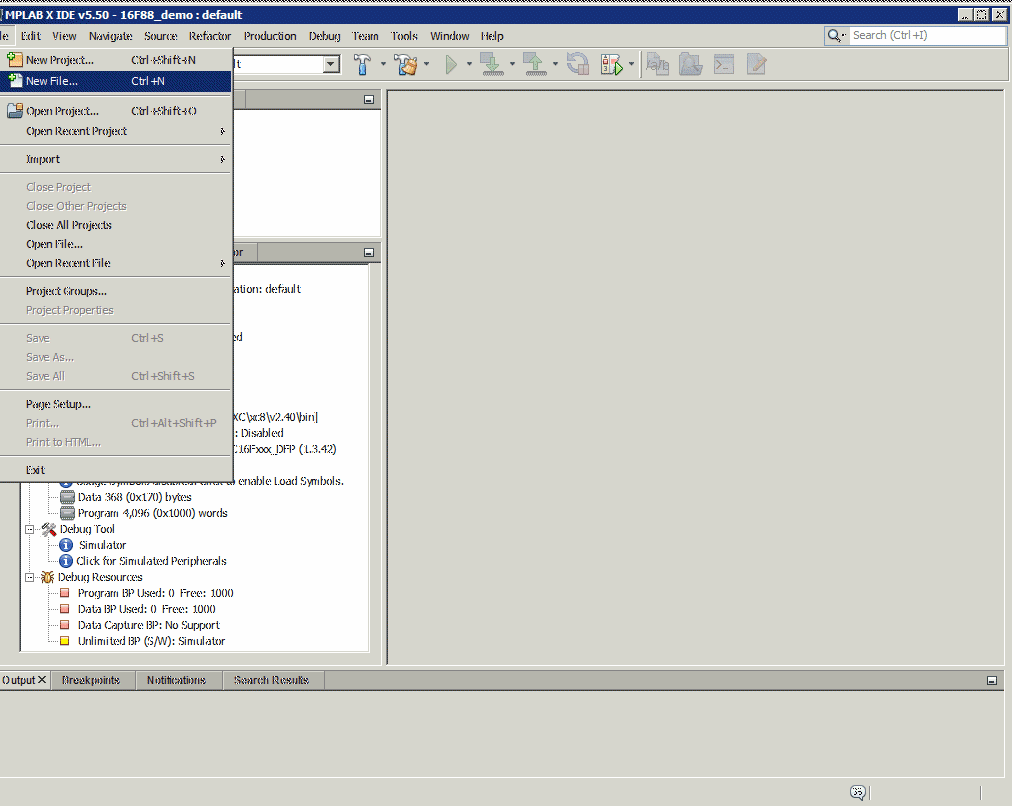 MPLAB X IDE v5.50 - 16F88_demo : default
le Edit View Navigate Source Refactor Production Debug Team Tools Window Help
Search (Ctrl+I)
New Project... Ctrl+Shift+N
New File... Ctrl+N
Open Project... Ctrl+Shift+O
Open Recent Project
Import
Close Project
Close Other Projects
Close All Projects
Open File...
Open Recent File
Project Groups...
Project Properties
Save Ctrl+S
Save As...
Save All Ctrl+Shift+S
Page Setup...
Print... Ctrl+Alt+Shift+P
Print to HTML...
Exit
lt
or
ation: default
ed
XC\xc8\v2.40\bin]
: Disabled
C16Fxxx_DFP (1.3.42)
enable Load Symbols.
Data 368 (0x170) bytes
Program 4,096 (0x1000) words
Debug Tool
Simulator
Click for Simulated Peripherals
Debug Resources
Program BP Used: 0 Free: 1000
Data BP Used: 0 Free: 1000
Data Capture BP: No Support
Unlimited BP (S/W): Simulator
Output Breakpoints Notifications Search Results